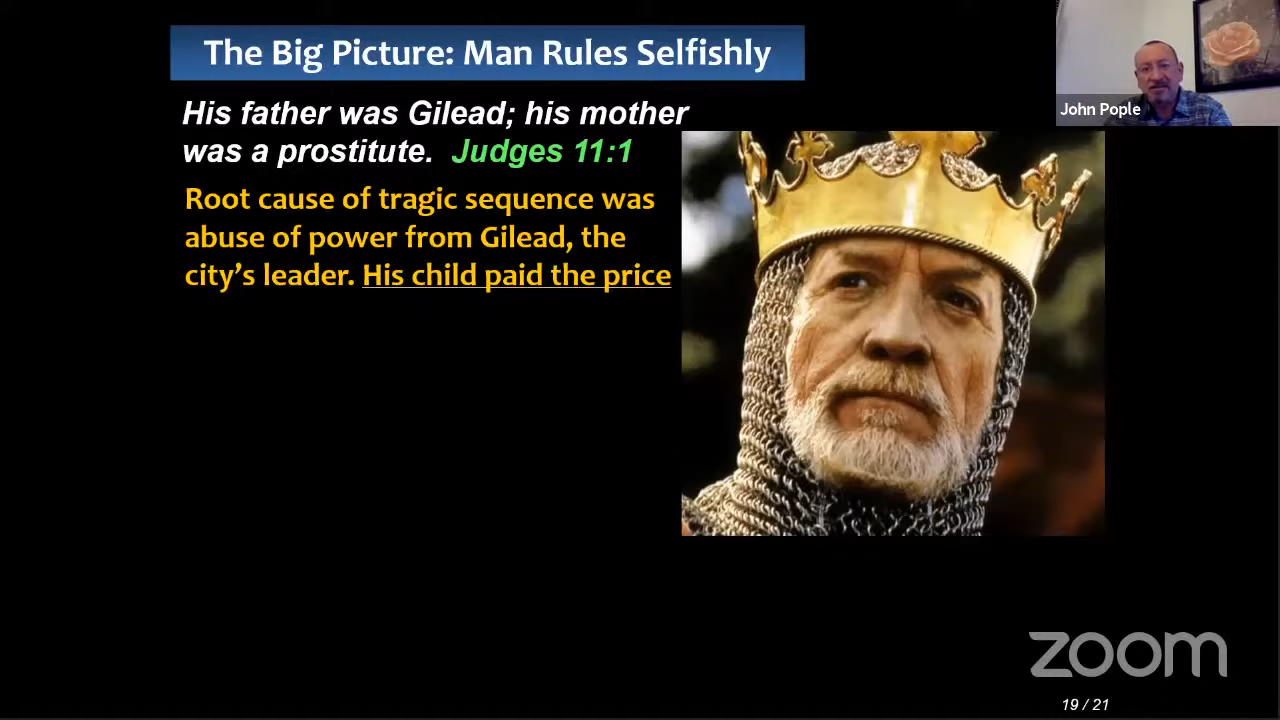 The Big Picture: Man Rules Selfishly
His father was Gilead; his mother
was a prostitute. Judges 11:1
Root cause of tragic sequence was
abuse of power from Gilead, the
city's leader. His child paid the price
John Pople
zoom
19 / 21